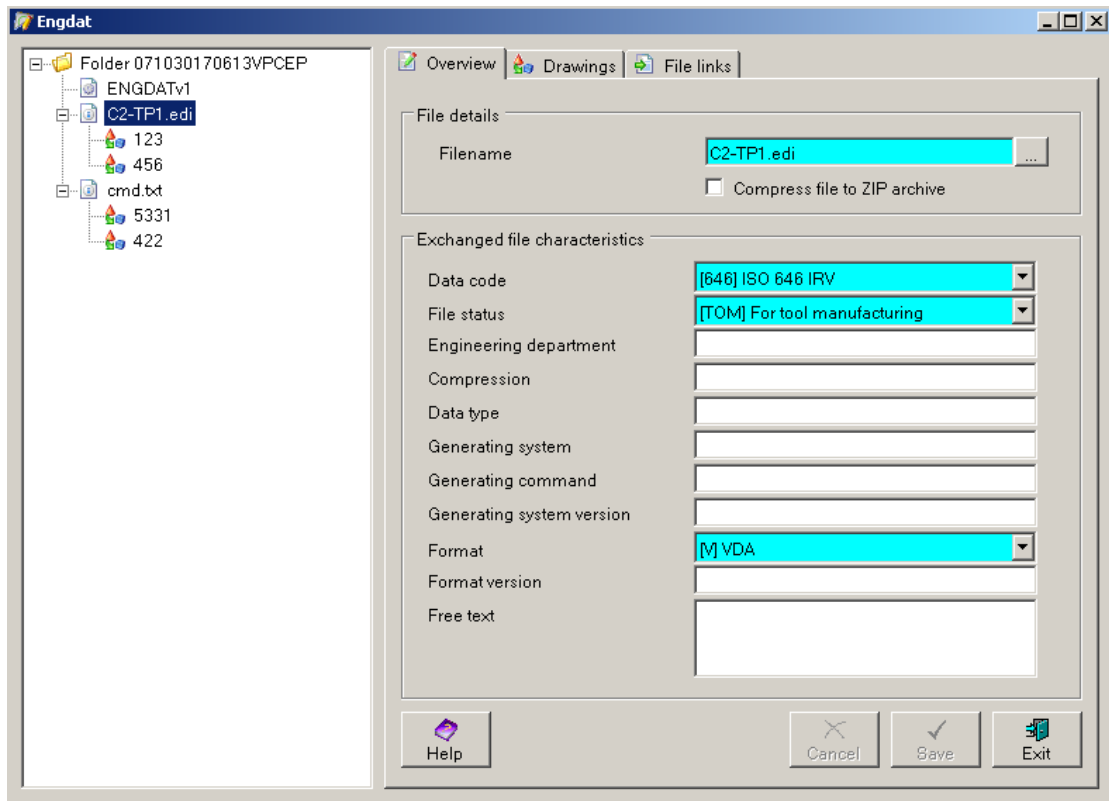 Engdat
Folder 071030170613VPCEP
ENGDATv1
C2-TP1.edi
123
456
cmd.txt
5331
422
Overview
Drawings
File links
File details
Filename
C2-TP1.edi
...
Compress file to ZIP archive
Exchanged file characteristics
Data code
[646] ISO 646 IRV
File status
[TOM] For tool manufacturing
Engineering department
Compression
Data type
Generating system
Generating command
Generating system version
Format
[V] VDA
Format version
Free text
Help
Cancel
Save
Exit